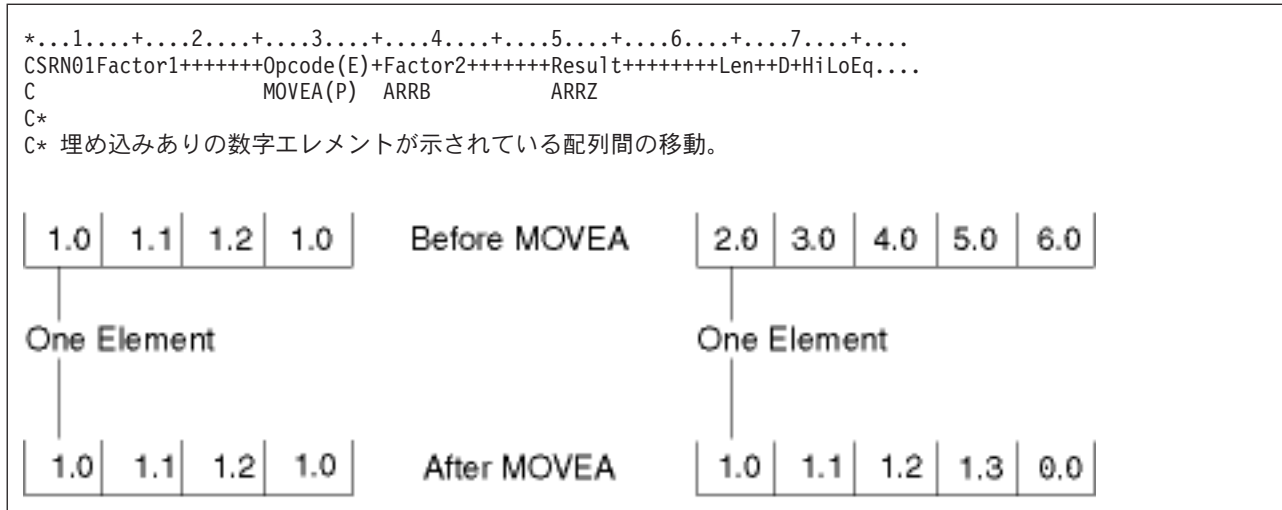 *...1....+....2....+....3....+....4....+....5....+....6....+....7....+....
CSRN01Factor1+++++++Opcode(E)+Factor2+++++++Result++++++++Len++D+HiLoEq....
C                   MOVEA(P)  ARRB          ARRZ
C*
C* 埋め込みありの数字エレメントが示されている配列間の移動。
1.0 1.1 1.2 1.0 Before MOVEA 2.0 3.0 4.0 5.0 6.0
One Element One Element
1.0 1.1 1.2 1.0 After MOVEA 1.0 1.1 1.2 1.3 0.0